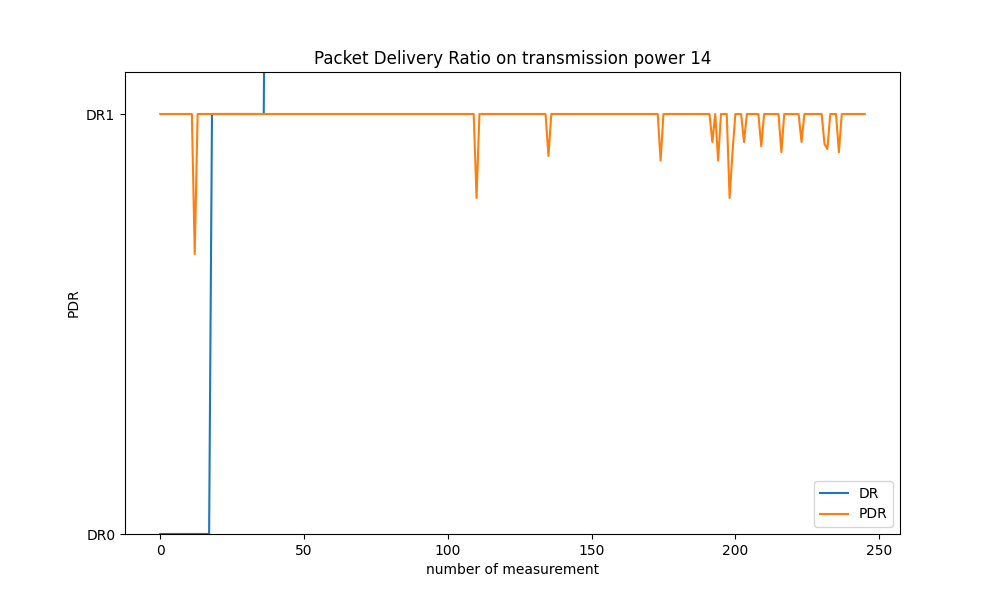 Packet Delivery Ratio on transmission power 14
DR1
PDR
DR0
DR
PDR
0 50 100 150 200 250
number of measurement